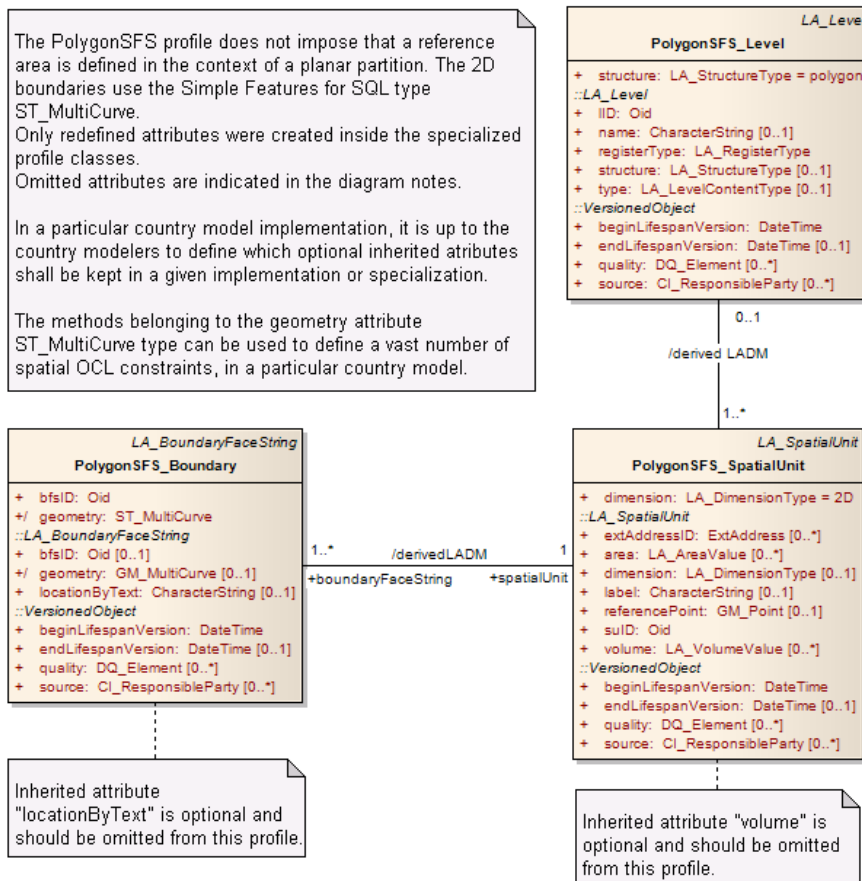 The PolygonSFS profile does not impose that a reference
area is defined in the context of a planar partition. The 2D
boundaries use the Simple Features for SQL type
ST_MultiCurve.
Only redefined attributes were created inside the specialized
profile classes.
Omitted attributes are indicated in the diagram notes.
In a particular country model implementation, it is up to the
country modelers to define which optional inherited atributes
shall be kept in a given implementation or specialization.
The methods belonging to the geometry attribute
ST_MultiCurve type can be used to define a vast number of
spatial OCL constraints, in a particular country model.
LA_Leve
PolygonSFS_Level
+ structure: LA_StructureType = polygon
::LA_Level
+ lID: Oid
+ name: CharacterString [0..1]
+ registerType: LA_RegisterType
+ structure: LA_StructureType [0..1]
+ type: LA_LevelContentType [0..1]
::VersionedObject
+ beginLifespanVersion: DateTime
+ endLifespanVersion: DateTime [0..1]
+ quality: DQ_Element [0..*]
+ source: CI_ResponsibleParty [0..*]
0..1
/derived LADM
1..*
LA_BoundaryFaceString
PolygonSFS_Boundary
+ bfsID: Oid
+/ geometry: ST_MultiCurve
::LA_BoundaryFaceString
+ bfsID: Oid [0..1]
+/ geometry: GM_MultiCurve [0..1]
+ locationByText: CharacterString [0..1]
::VersionedObject
+ beginLifespanVersion: DateTime
+ endLifespanVersion: DateTime [0..1]
+ quality: DQ_Element [0..*]
+ source: CI_ResponsibleParty [0..*]
1..* /derivedLADM 1
+boundaryFaceString +spatialUnit
LA_SpatialUnit
PolygonSFS_SpatialUnit
+ dimension: LA_DimensionType = 2D
::LA_SpatialUnit
+ extAddressID: ExtAddress [0..*]
+ area: LA_AreaValue [0..*]
+ dimension: LA_DimensionType [0..1]
+ label: CharacterString [0..1]
+ referencePoint: GM_Point [0..1]
+ suID: Oid
+ volume: LA_VolumeValue [0..*]
::VersionedObject
+ beginLifespanVersion: DateTime
+ endLifespanVersion: DateTime [0..1]
+ quality: DQ_Element [0..*]
+ source: CI_ResponsibleParty [0..*]
Inherited attribute
"locationByText" is optional and
should be omitted from this profile.
Inherited attribute "volume" is
optional and should be omitted
from this profile.